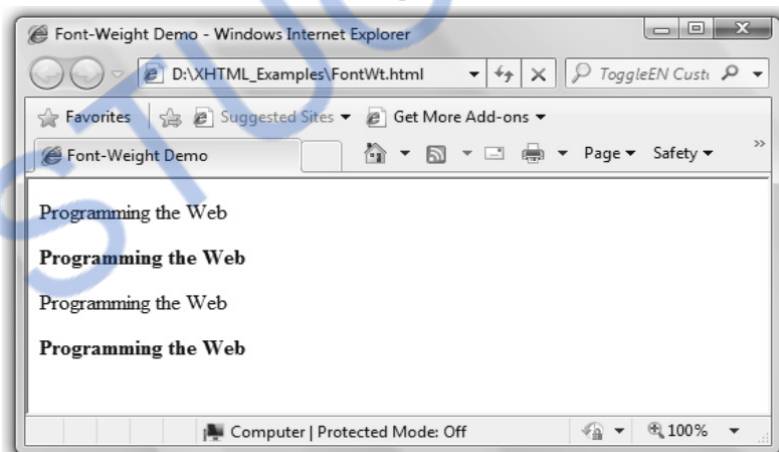 Font-Weight Demo - Windows Internet Explorer
D:\XHTML_Examples\FontWt.html ToggleEN Custo
Favorites Suggested Sites Get More Add-ons
Font-Weight Demo Page Safety »
Programming the Web
Programming the Web
Programming the Web
Programming the Web
Computer | Protected Mode: Off 100%